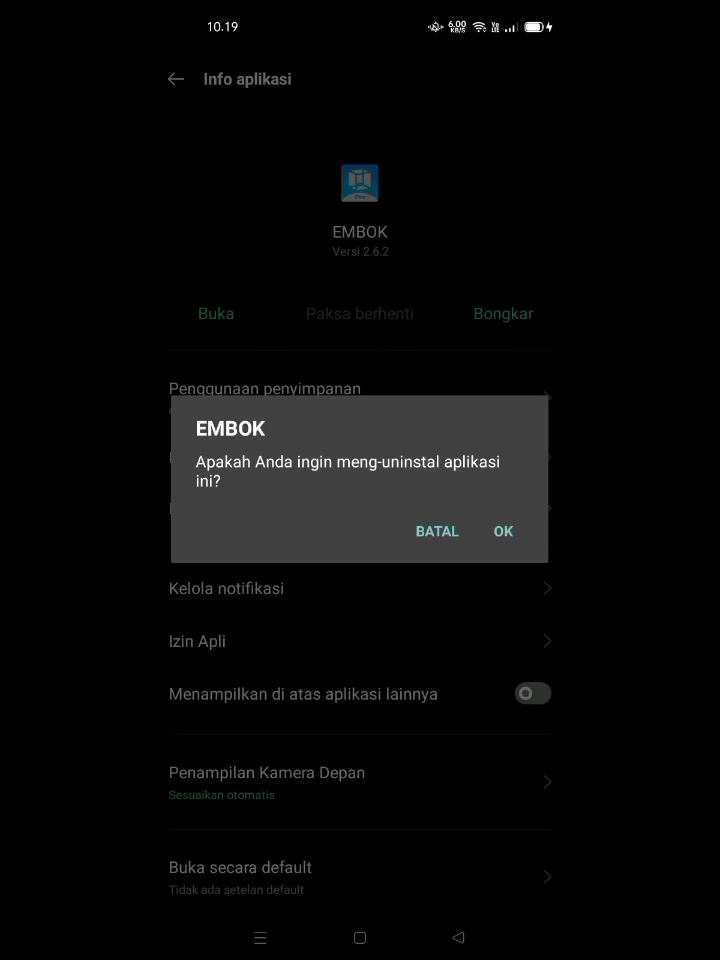 10.19
6.00
KB/S
Vo
LTE
Info aplikasi
EMBOK
Versi 2.6.2
Buka
Paksa berhenti
Bongkar
Penggunaan penyimpanan
EMBOK
Apakah Anda ingin meng-uninstal aplikasi
ini?
BATAL
OK
Kelola notifikasi
Izin Apli
Menampilkan di atas aplikasi lainnya
Penampilan Kamera Depan
Sesuaikan otomatis
Buka secara default
Tidak ada setelan default